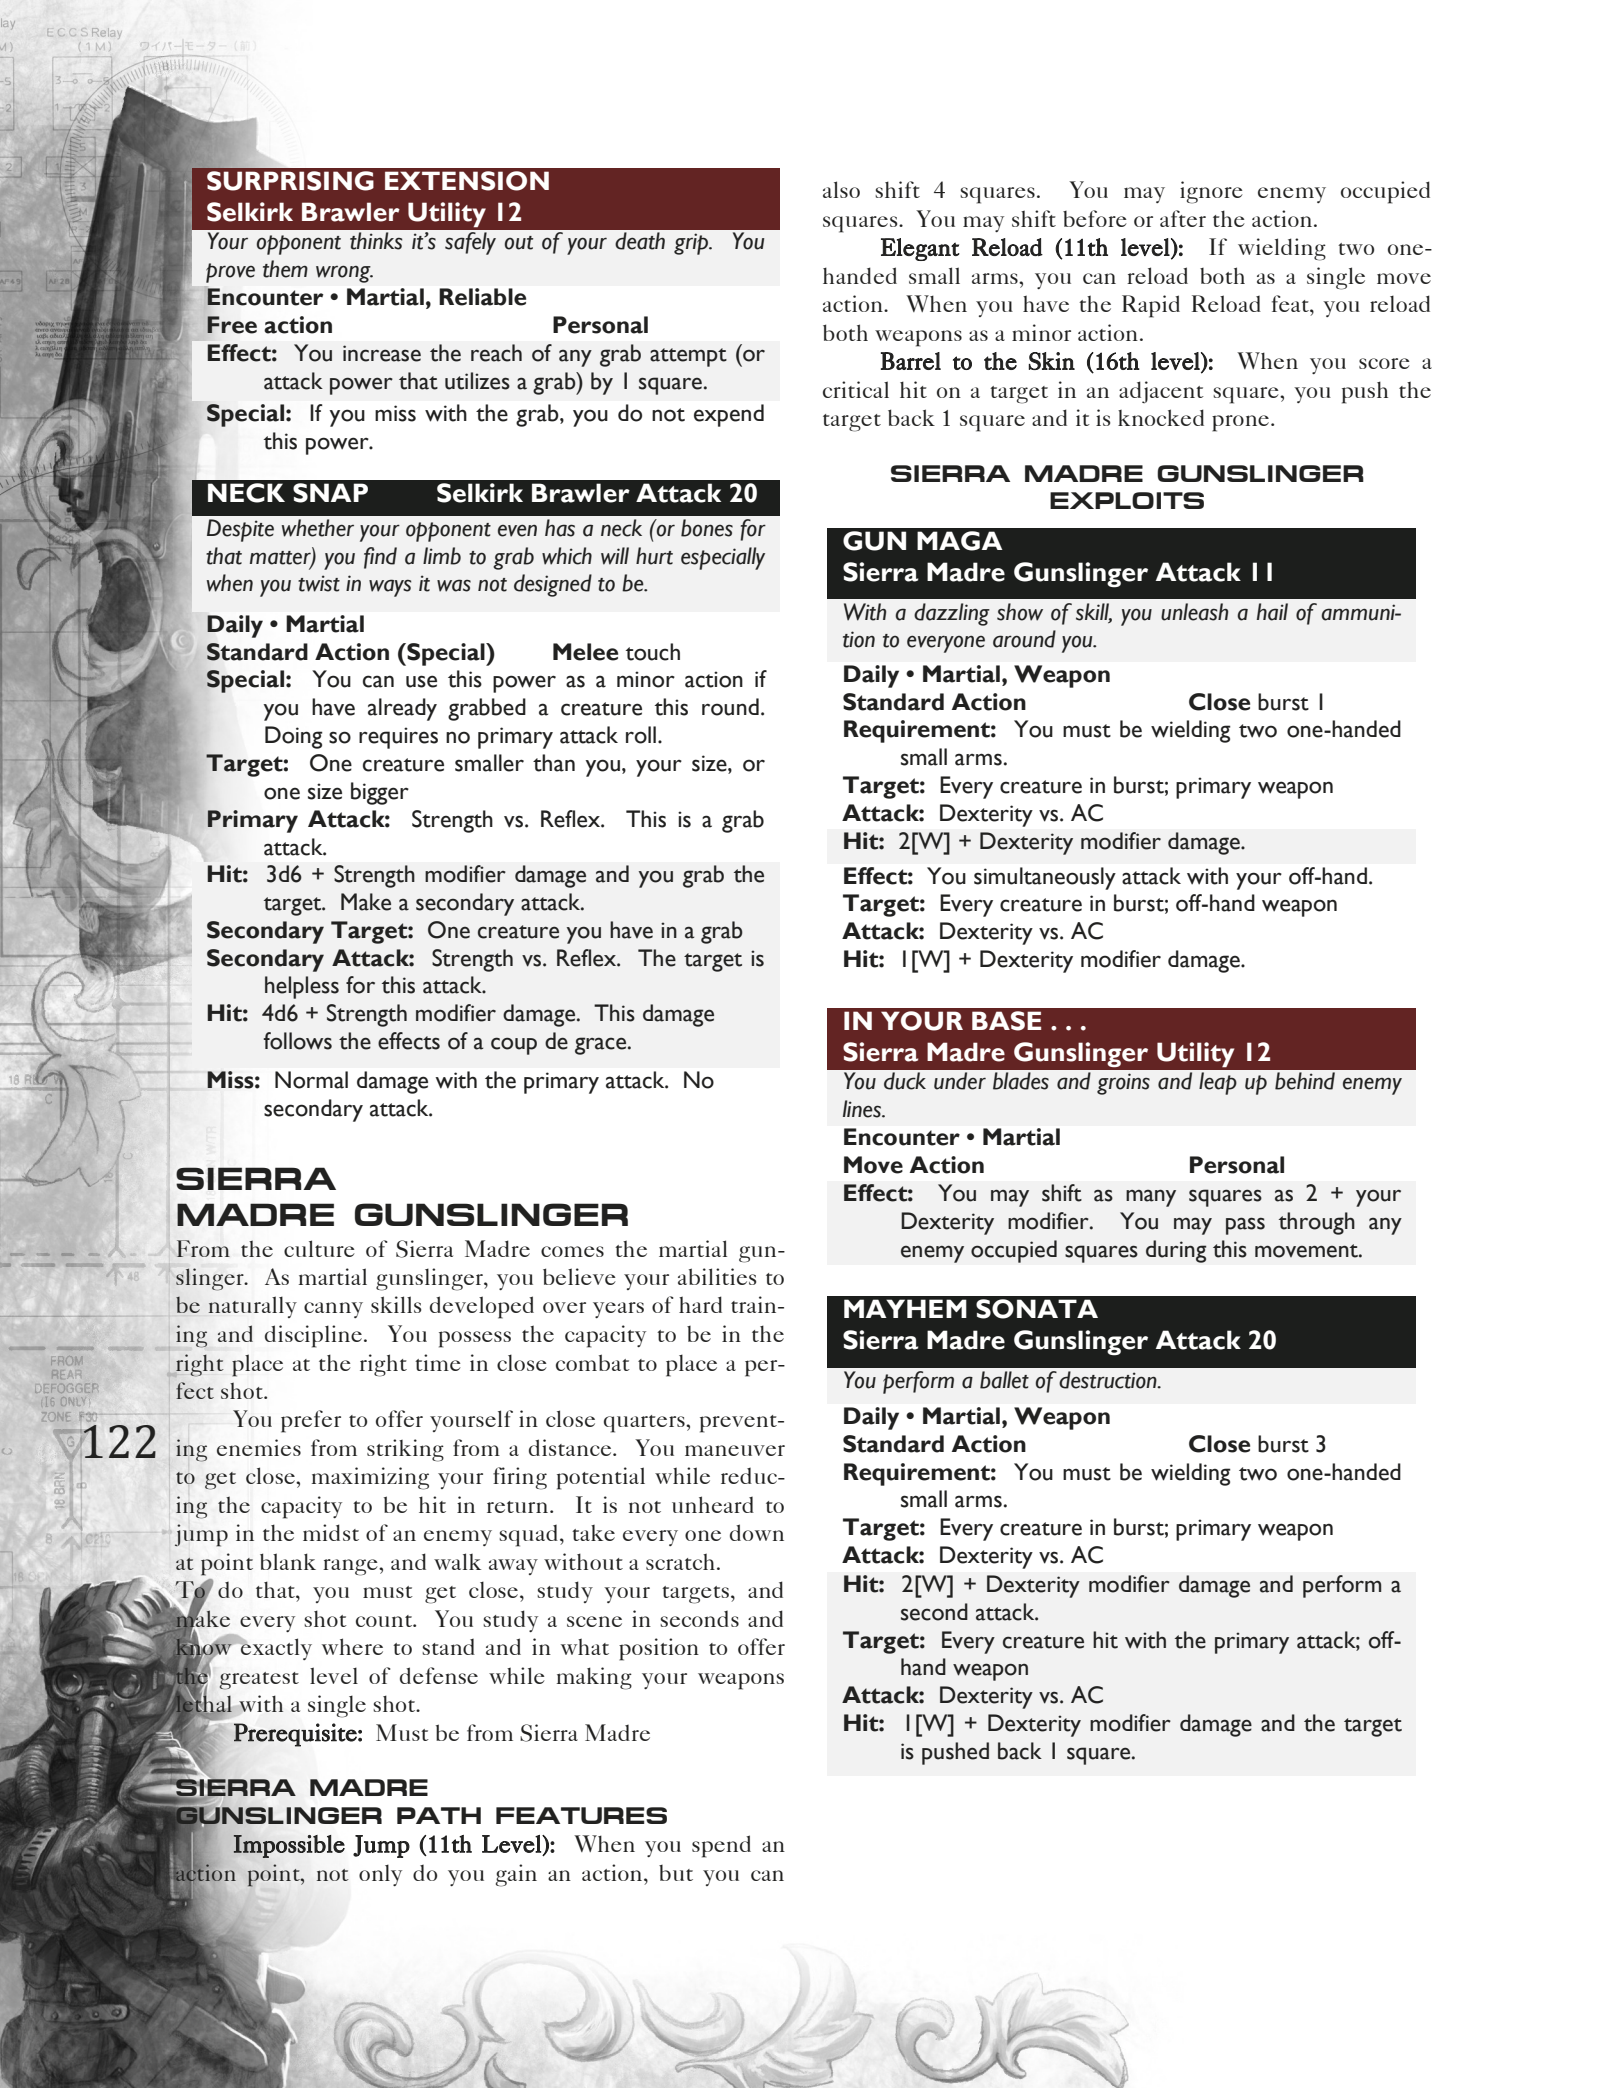 ECCS Relay
(1M)
ワイパーモーター（前）
SURPRISING EXTENSION
Selkirk Brawler Utility 12
Your opponent thinks it's safely out of your death grip. You
prove them wrong.
Encounter • Martial, Reliable
Free action Personal
Effect: You increase the reach of any grab attempt (or
attack power that utilizes a grab) by 1 square.
Special: If you miss with the grab, you do not expend
this power.
NECK SNAP Selkirk Brawler Attack 20
Despite whether your opponent even has a neck (or bones for
that matter) you find a limb to grab which will hurt especially
when you twist in ways it was not designed to be.
Daily • Martial
Standard Action (Special) Melee touch
Special: You can use this power as a minor action if
you have already grabbed a creature this round.
Doing so requires no primary attack roll.
Target: One creature smaller than you, your size, or
one size bigger
Primary Attack: Strength vs. Reflex. This is a grab
attack.
Hit: 3d6 + Strength modifier damage and you grab the
target. Make a secondary attack.
Secondary Target: One creature you have in a grab
Secondary Attack: Strength vs. Reflex. The target is
helpless for this attack.
Hit: 4d6 + Strength modifier damage. This damage
follows the effects of a coup de grace.
Miss: Normal damage with the primary attack. No
secondary attack.
SIERRA
MADRE GUNSLINGER
From the culture of Sierra Madre comes the martial gun-
slinger. As martial gunslinger, you believe your abilities to
be naturally canny skills developed over years of hard train-
ing and discipline. You possess the capacity to be in the
right place at the right time in close combat to place a per-
fect shot.
You prefer to offer yourself in close quarters, prevent-
ing enemies from striking from a distance. You maneuver
to get close, maximizing your firing potential while reduc-
ing the capacity to be hit in return. It is not unheard to
jump in the midst of an enemy squad, take every one down
at point blank range, and walk away without a scratch.
To do that, you must get close, study your targets, and
make every shot count. You study a scene in seconds and
know exactly where to stand and in what position to offer
the greatest level of defense while making your weapons
lethal with a single shot.
Prerequisite: Must be from Sierra Madre
SIERRA MADRE
GUNSLINGER PATH FEATURES
Impossible Jump (11th Level): When you spend an
action point, not only do you gain an action, but you can
FROM
REAR
DEFOGGER
(16 ONLY)
ZONE F30
122
also shift 4 squares. You may ignore enemy occupied
squares. You may shift before or after the action.
Elegant Reload (11th level): If wielding two one-
handed small arms, you can reload both as a single move
action. When you have the Rapid Reload feat, you reload
both weapons as a minor action.
Barrel to the Skin (16th level): When you score a
critical hit on a target in an adjacent square, you push the
target back 1 square and it is knocked prone.
SIERRA MADRE GUNSLINGER
EXPLOITS
GUN MAGA
Sierra Madre Gunslinger Attack 11
With a dazzling show of skill, you unleash a hail of ammuni-
tion to everyone around you.
Daily • Martial, Weapon
Standard Action Close burst 1
Requirement: You must be wielding two one-handed
small arms.
Target: Every creature in burst; primary weapon
Attack: Dexterity vs. AC
Hit: 2[W] + Dexterity modifier damage.
Effect: You simultaneously attack with your off-hand.
Target: Every creature in burst; off-hand weapon
Attack: Dexterity vs. AC
Hit: 1[W] + Dexterity modifier damage.
IN YOUR BASE . . .
Sierra Madre Gunslinger Utility 12
You duck under blades and groins and leap up behind enemy
lines.
Encounter • Martial
Move Action Personal
Effect: You may shift as many squares as 2 + your
Dexterity modifier. You may pass through any
enemy occupied squares during this movement.
MAYHEM SONATA
Sierra Madre Gunslinger Attack 20
You perform a ballet of destruction.
Daily • Martial, Weapon
Standard Action Close burst 3
Requirement: You must be wielding two one-handed
small arms.
Target: Every creature in burst; primary weapon
Attack: Dexterity vs. AC
Hit: 2[W] + Dexterity modifier damage and perform a
second attack.
Target: Every creature hit with the primary attack; off-
hand weapon
Attack: Dexterity vs. AC
Hit: 1[W] + Dexterity modifier damage and the target
is pushed back 1 square.